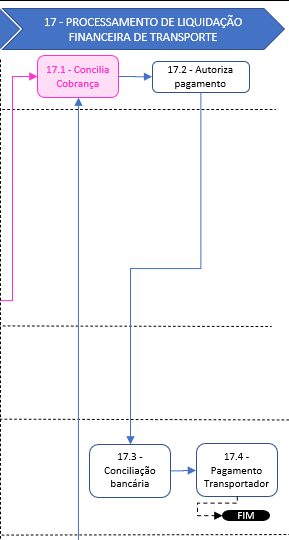 17 - PROCESSAMENTO DE LIQUIDAÇÃO
FINANCEIRA DE TRANSPORTE
17.1 - Concilia
Cobrança
17.2 - Autoriza
pagamento
17.3 -
Conciliação
bancária
17.4 -
Pagamento
Transportador
FIM